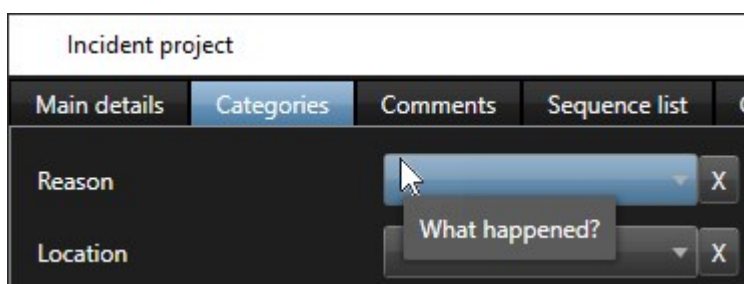 Incident project
Main details Categories Comments Sequence list
Reason X
What happened?
Location X